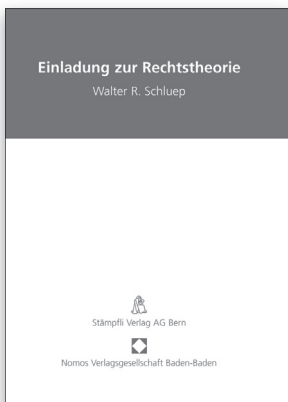 Einladung zur Rechtstheorie
Walter R. Schluep
Stämpfli Verlag AG Bern
Nomos Verlagsgesellschaft Baden-Baden